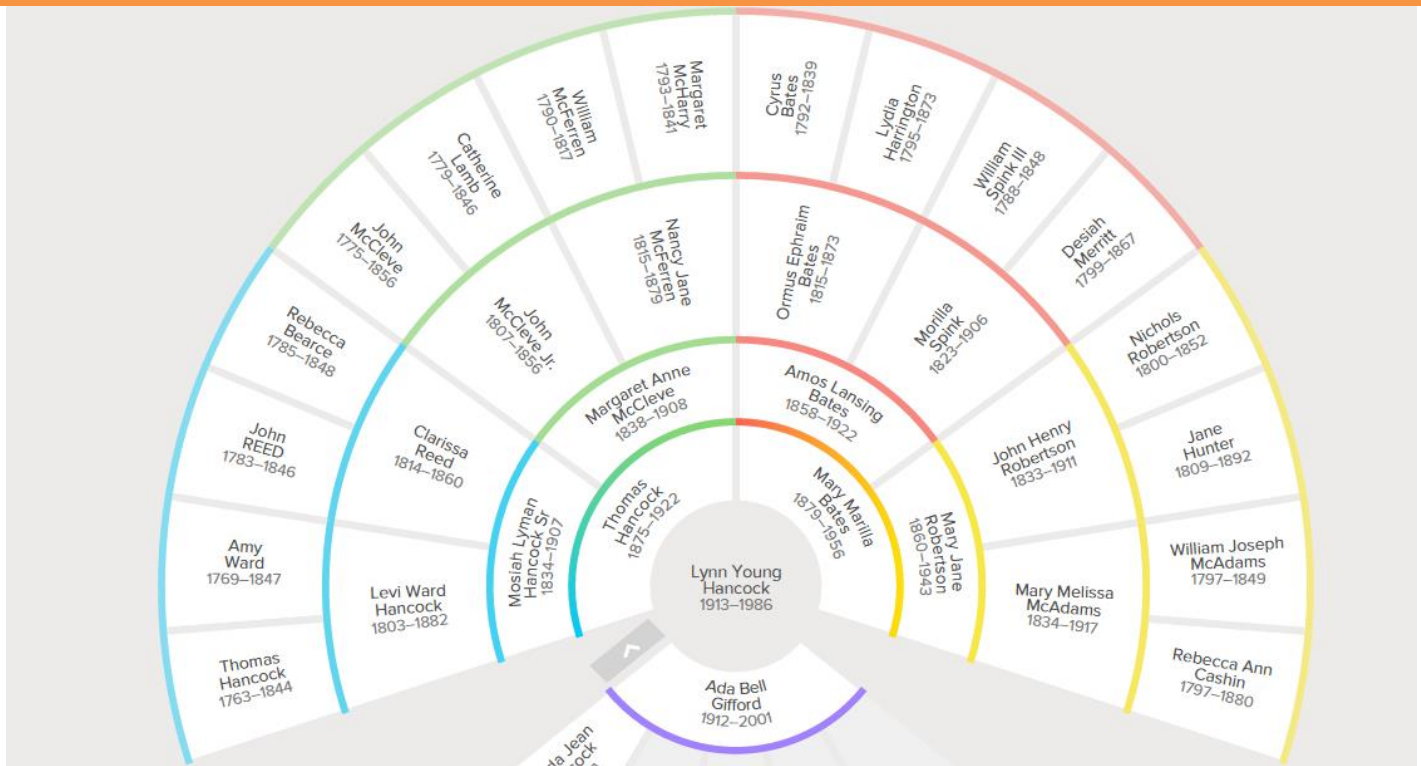 Thomas
Hancock
1763–1844
Amy
Ward
1769–1847
John
REED
1783–1846
Rebecca
Bearce
1785–1848
John
McCleve
1775–1856
Catherine
Lamb
1779–1846
William
McFerren
1790–1817
Margaret
McHarry
1793–1841
Cyrus
Bates
1792–1839
Lydia
Harrington
1795–1873
William
Spink III
1788–1848
Desiah
Merritt
1799–1867
Nichols
Robertson
1800–1852
Jane
Hunter
1809–1892
William Joseph
McAdams
1797–1849
Rebecca Ann
Cashin
1797–1880
Levi Ward
Hancock
1803–1882
Clarissa
Reed
1814–1860
John
McCleve Jr.
1807–1856
Nancy Jane
McFerren
1815–1879
Ormus Ephraim
Bates
1815–1873
Morilla
Spink
1823–1906
John Henry
Robertson
1833–1911
Mary Melissa
McAdams
1834–1917
Mosiah Lyman
Hancock Sr
1834–1907
Margaret Anne
McCleve
1838–1908
Amos Lansing
Bates
1858–1922
Mary Jane
Robertson
1860–1943
Thomas
Hancock
1875–1922
Mary Marilla
Bates
1879–1956
Lynn Young
Hancock
1913–1986
Ada Bell
Gifford
1912–2001
Jean